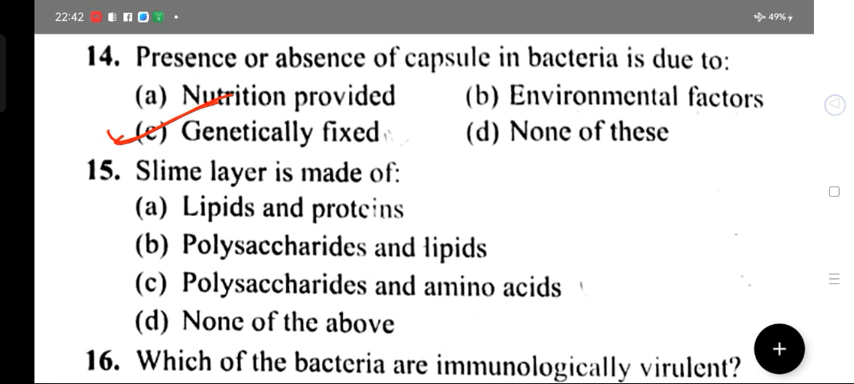 22:42
49%
14. Presence or absence of capsule in bacteria is due to:
(a) Nutrition provided (b) Environmental factors
(c) Genetically fixed (d) None of these
15. Slime layer is made of:
(a) Lipids and proteins
(b) Polysaccharides and lipids
(c) Polysaccharides and amino acids
(d) None of the above
16. Which of the bacteria are immunologically virulent?